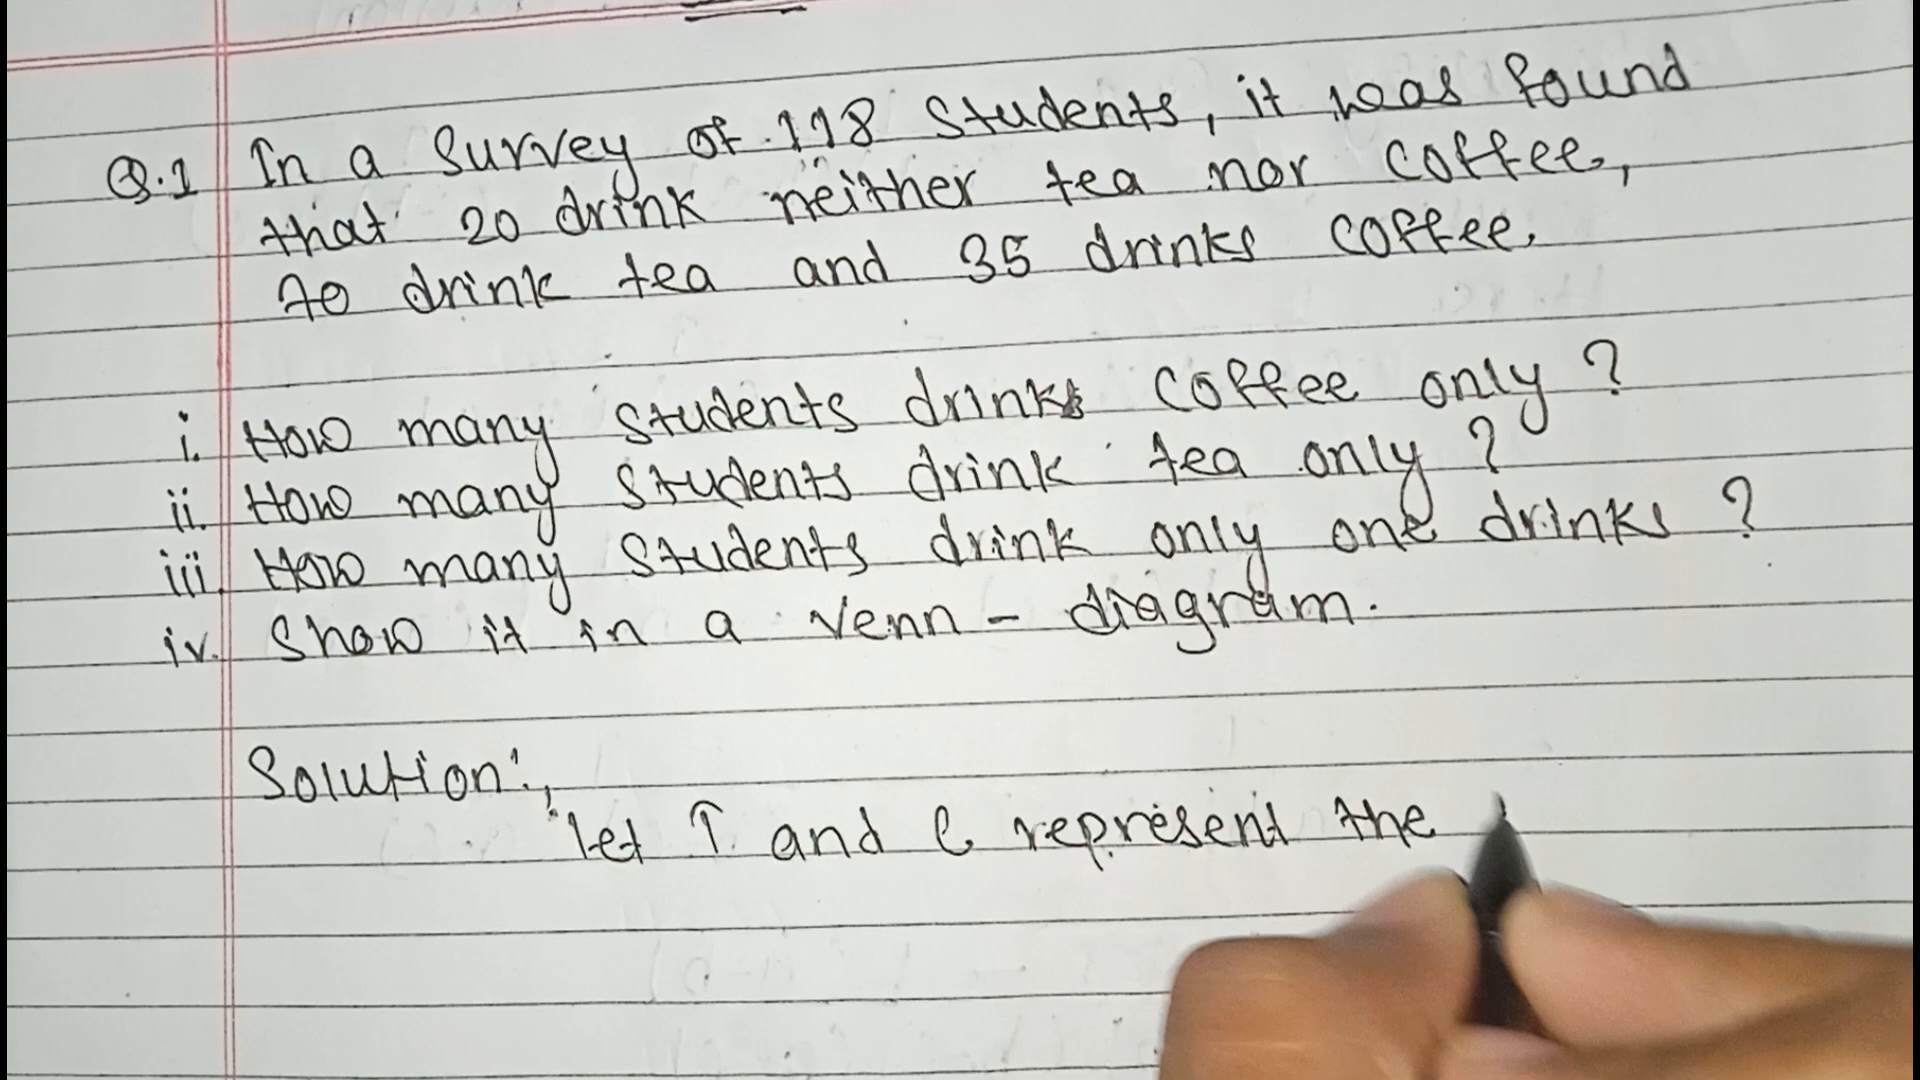 Q.1 In a Survey of 118 Students, it was found
that 20 drink neither tea nor coffee,
70 drink tea and 35 drinks coffee.
i. How many students drinks coffee only ?
ii. How many students drink tea only ?
iii. How many students drink only one drinks ?
iv. Show it in a venn - diagram.
Solution:,
let T and C represent the